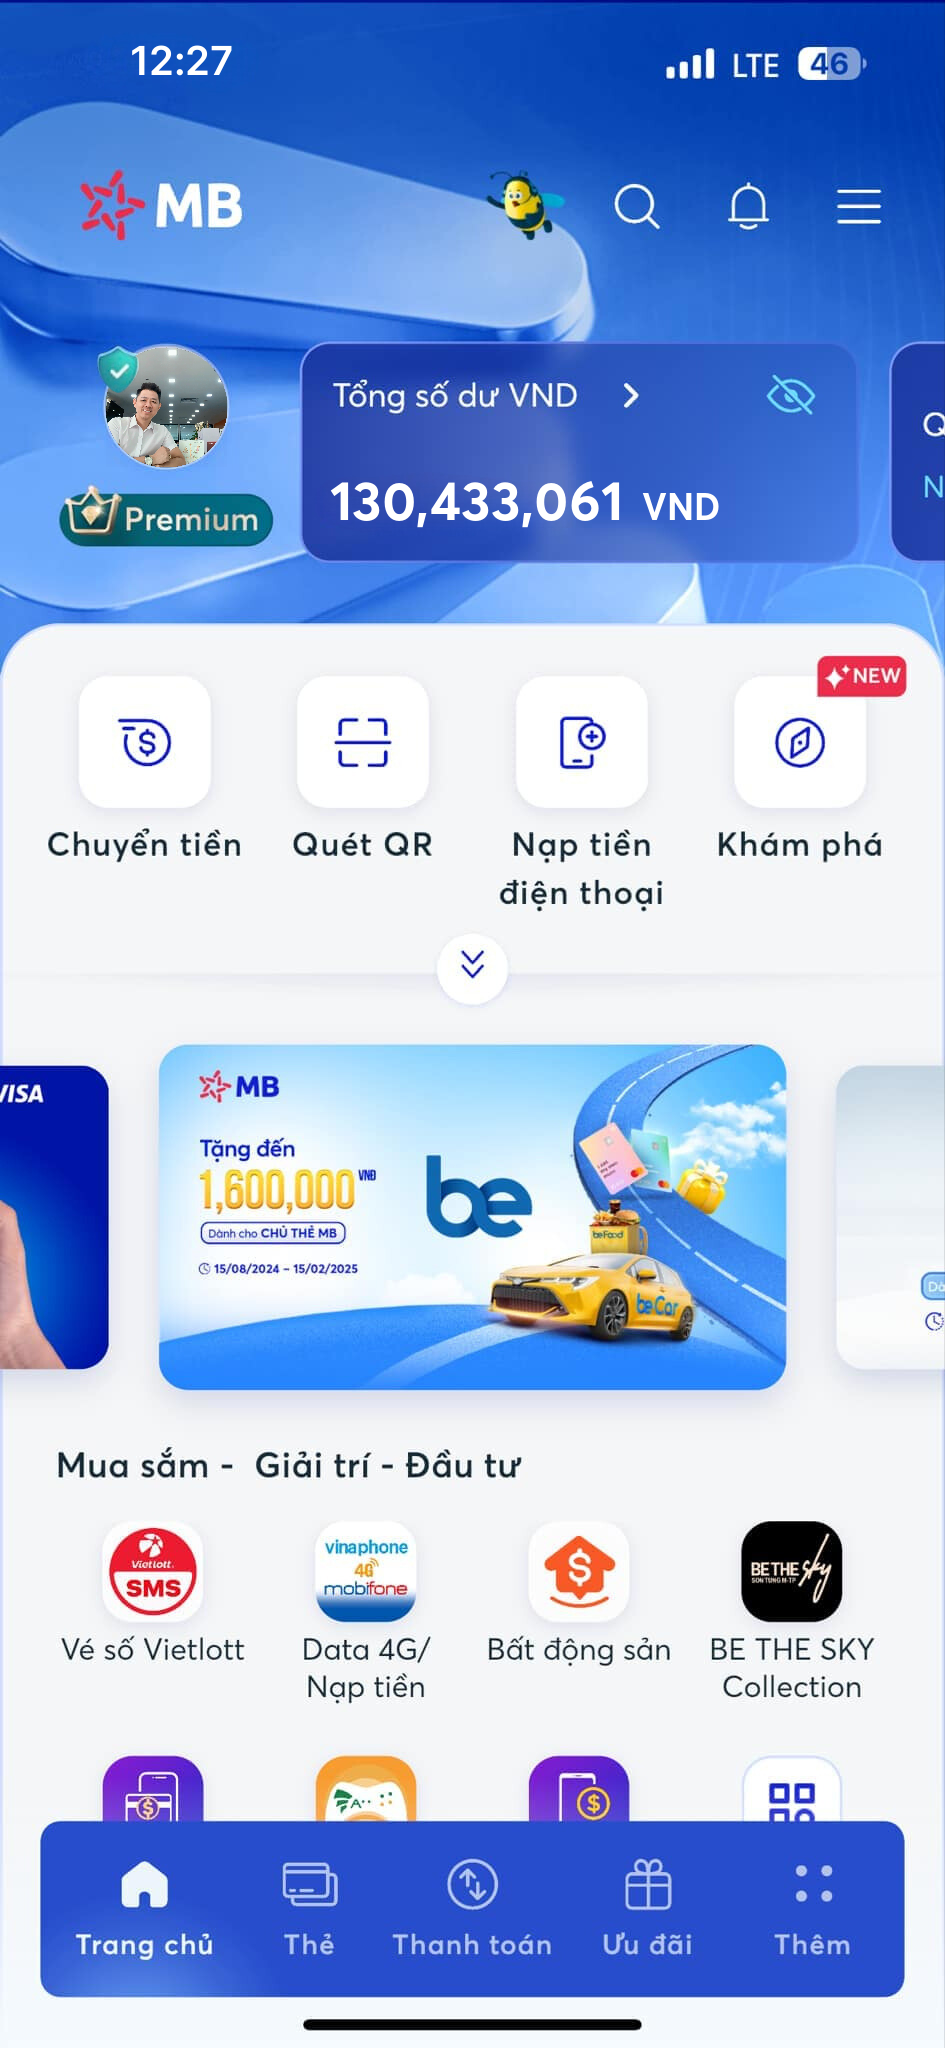 12:27
LTE 46
MB
Tổng số dư VND
130,433,061 VND
Premium
Q
N
NEW
Chuyển tiền
Quét QR
Nạp tiền
điện thoại
Khám phá
VISA
MB
Tặng đến
1,600,000 VNĐ
Dành cho CHỦ THẺ MB
15/08/2024 – 15/02/2025
be
beFood
beCar
Mua sắm - Giải trí - Đầu tư
Vietlott.
SMS
vinaphone
4G
mobifone
BE THE sky
SON TUNG M-TP
Vé số Vietlott
Data 4G/
Nạp tiền
Bất động sản
BE THE SKY
Collection
Trang chủ
Thẻ
Thanh toán
Ưu đãi
Thêm